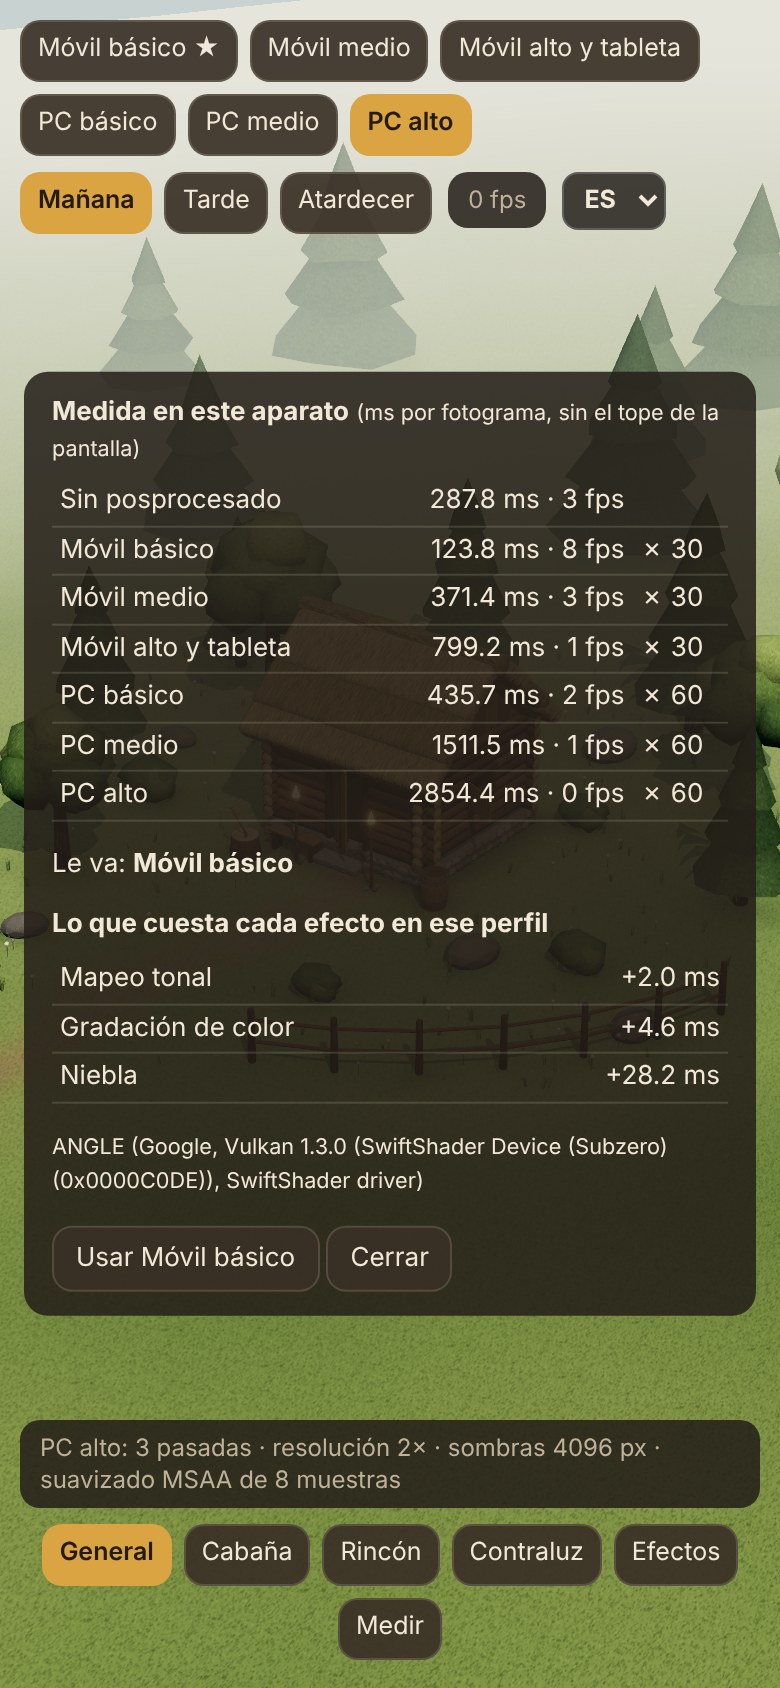 Móvil básico ★ Móvil medio Móvil alto y tableta
PC básico PC medio PC alto
Mañana Tarde Atardecer 0 fps ES
Medida en este aparato (ms por fotograma, sin el tope de la
pantalla)
Sin posprocesado 287.8 ms · 3 fps
Móvil básico 123.8 ms · 8 fps × 30
Móvil medio 371.4 ms · 3 fps × 30
Móvil alto y tableta 799.2 ms · 1 fps × 30
PC básico 435.7 ms · 2 fps × 60
PC medio 1511.5 ms · 1 fps × 60
PC alto 2854.4 ms · 0 fps × 60
Le va: Móvil básico
Lo que cuesta cada efecto en ese perfil
Mapeo tonal +2.0 ms
Gradación de color +4.6 ms
Niebla +28.2 ms
ANGLE (Google, Vulkan 1.3.0 (SwiftShader Device (Subzero)
(0x0000C0DE)), SwiftShader driver)
Usar Móvil básico Cerrar
PC alto: 3 pasadas · resolución 2× · sombras 4096 px ·
suavizado MSAA de 8 muestras
General Cabaña Rincón Contraluz Efectos
Medir